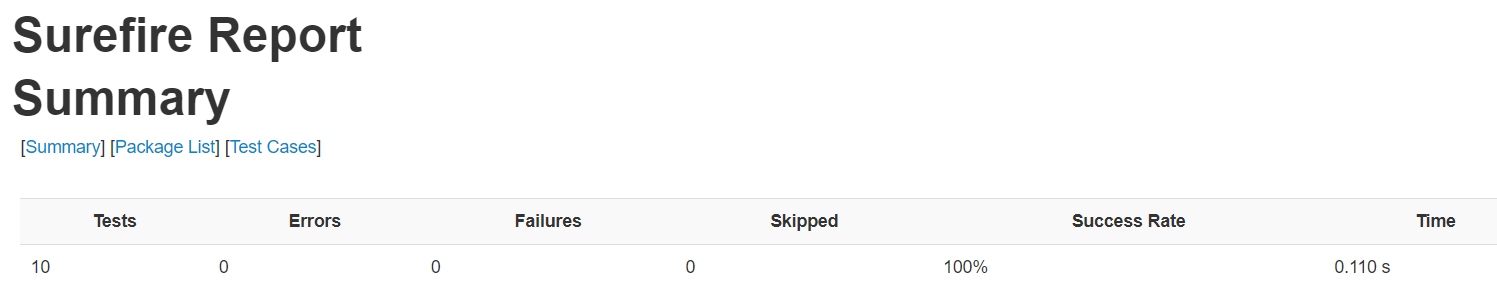 Surefire Report
Summary
[Summary] [Package List] [Test Cases]
Tests Errors Failures Skipped Success Rate Time
10 0 0 0 100% 0.110 s